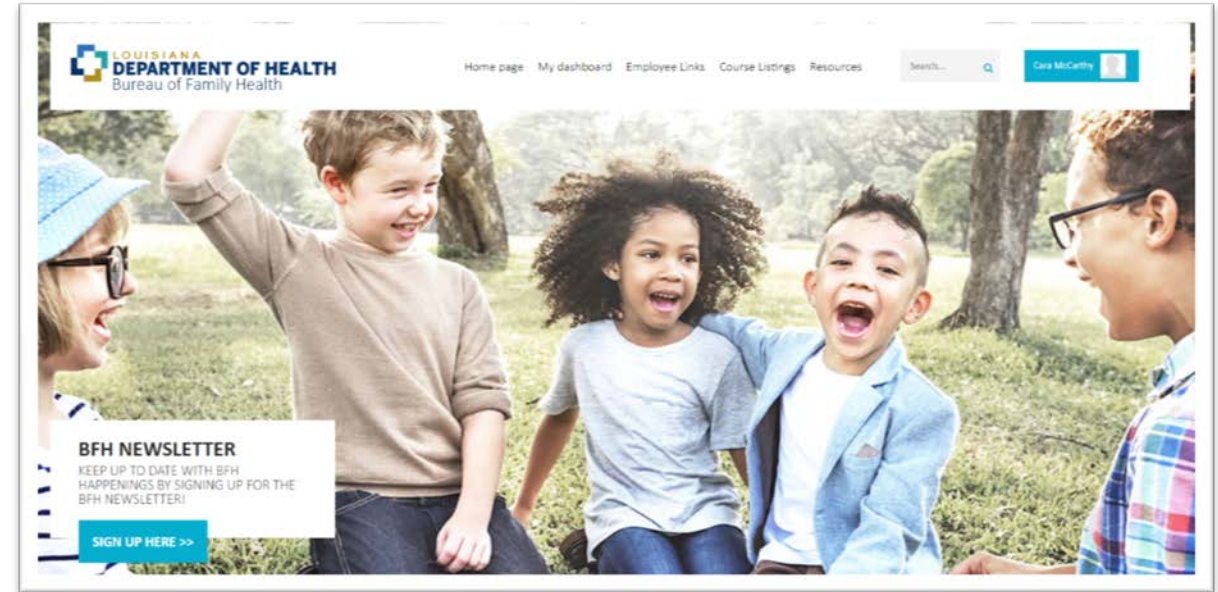 LOUISIANA
DEPARTMENT OF HEALTH
Bureau of Family Health
Home page My dashboard Employee Links Course Listings Resources
Search...
Cara McCarthy
BFH NEWSLETTER
KEEP UP TO DATE WITH BFH
HAPPENINGS BY SIGNING UP FOR THE
BFH NEWSLETTER!
SIGN UP HERE >>